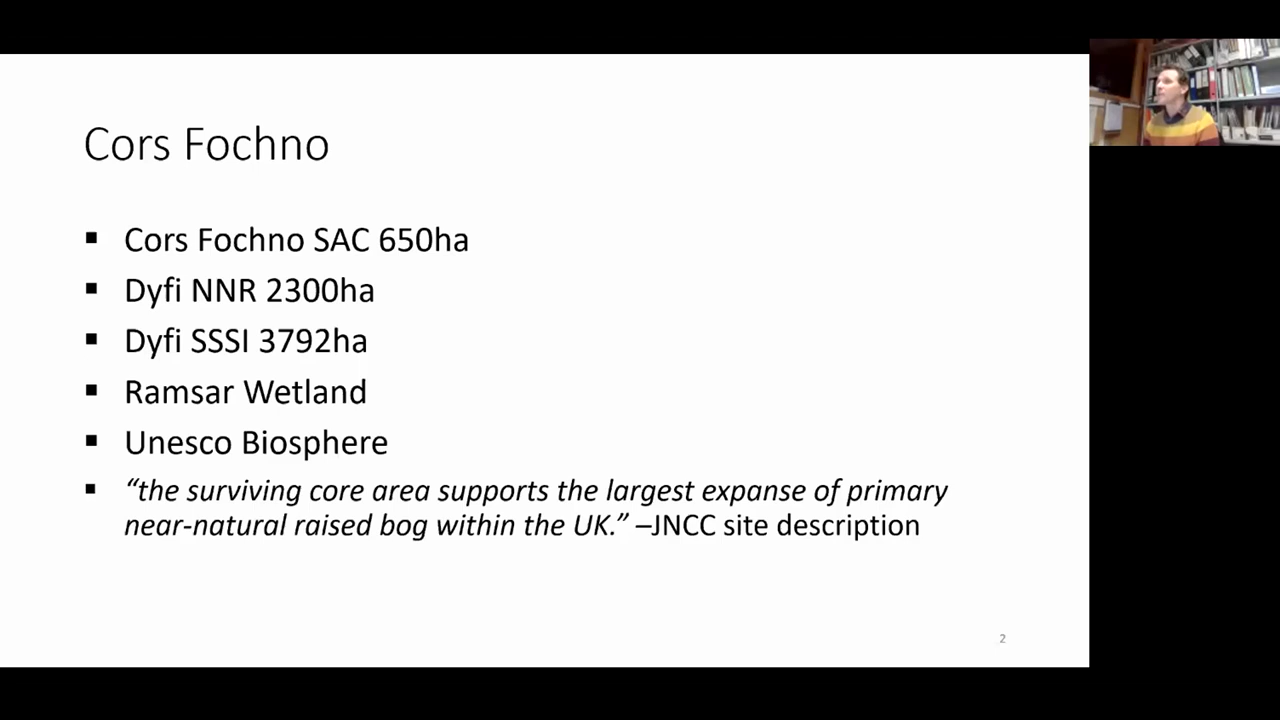 Cors Fochno
▪ Cors Fochno SAC 650ha
▪ Dyfi NNR 2300ha
▪ Dyfi SSSI 3792ha
▪ Ramsar Wetland
▪ Unesco Biosphere
▪ “the surviving core area supports the largest expanse of primary
near-natural raised bog within the UK.” –JNCC site description
2